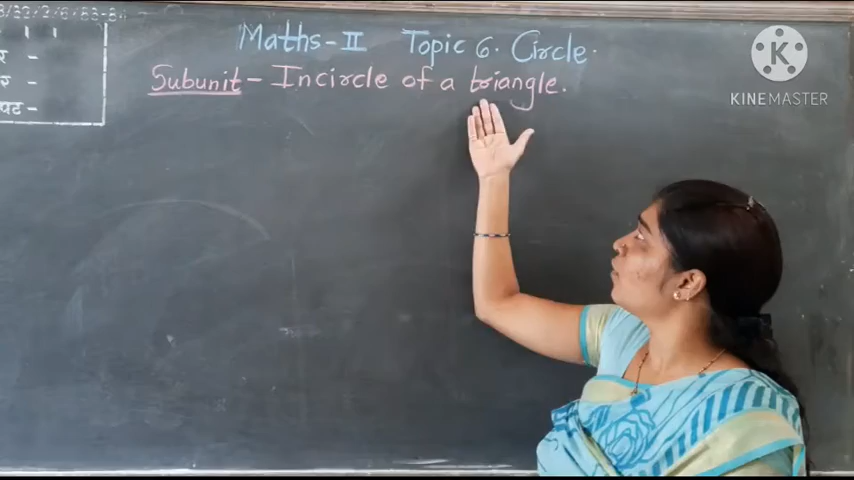 Maths-II Topic 6. Circle.
Subunit - Incircle of a triangle.
K
KINEMASTER